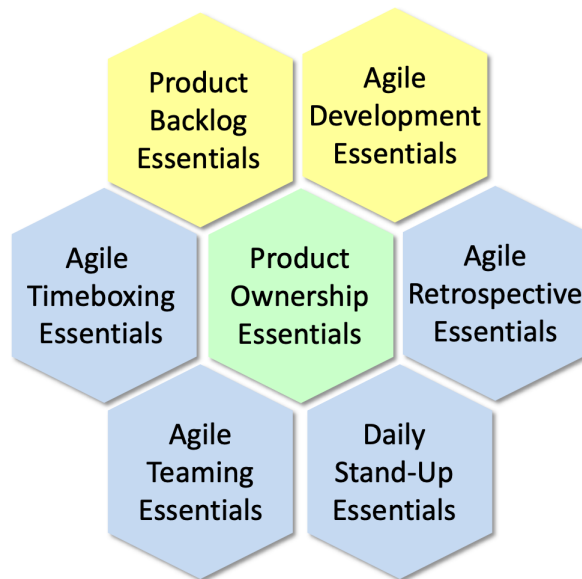 Product
Backlog
Essentials
Agile
Development
Essentials
Agile
Timeboxing
Essentials
Product
Ownership
Essentials
Agile
Retrospective
Essentials
Agile
Teaming
Essentials
Daily
Stand-Up
Essentials